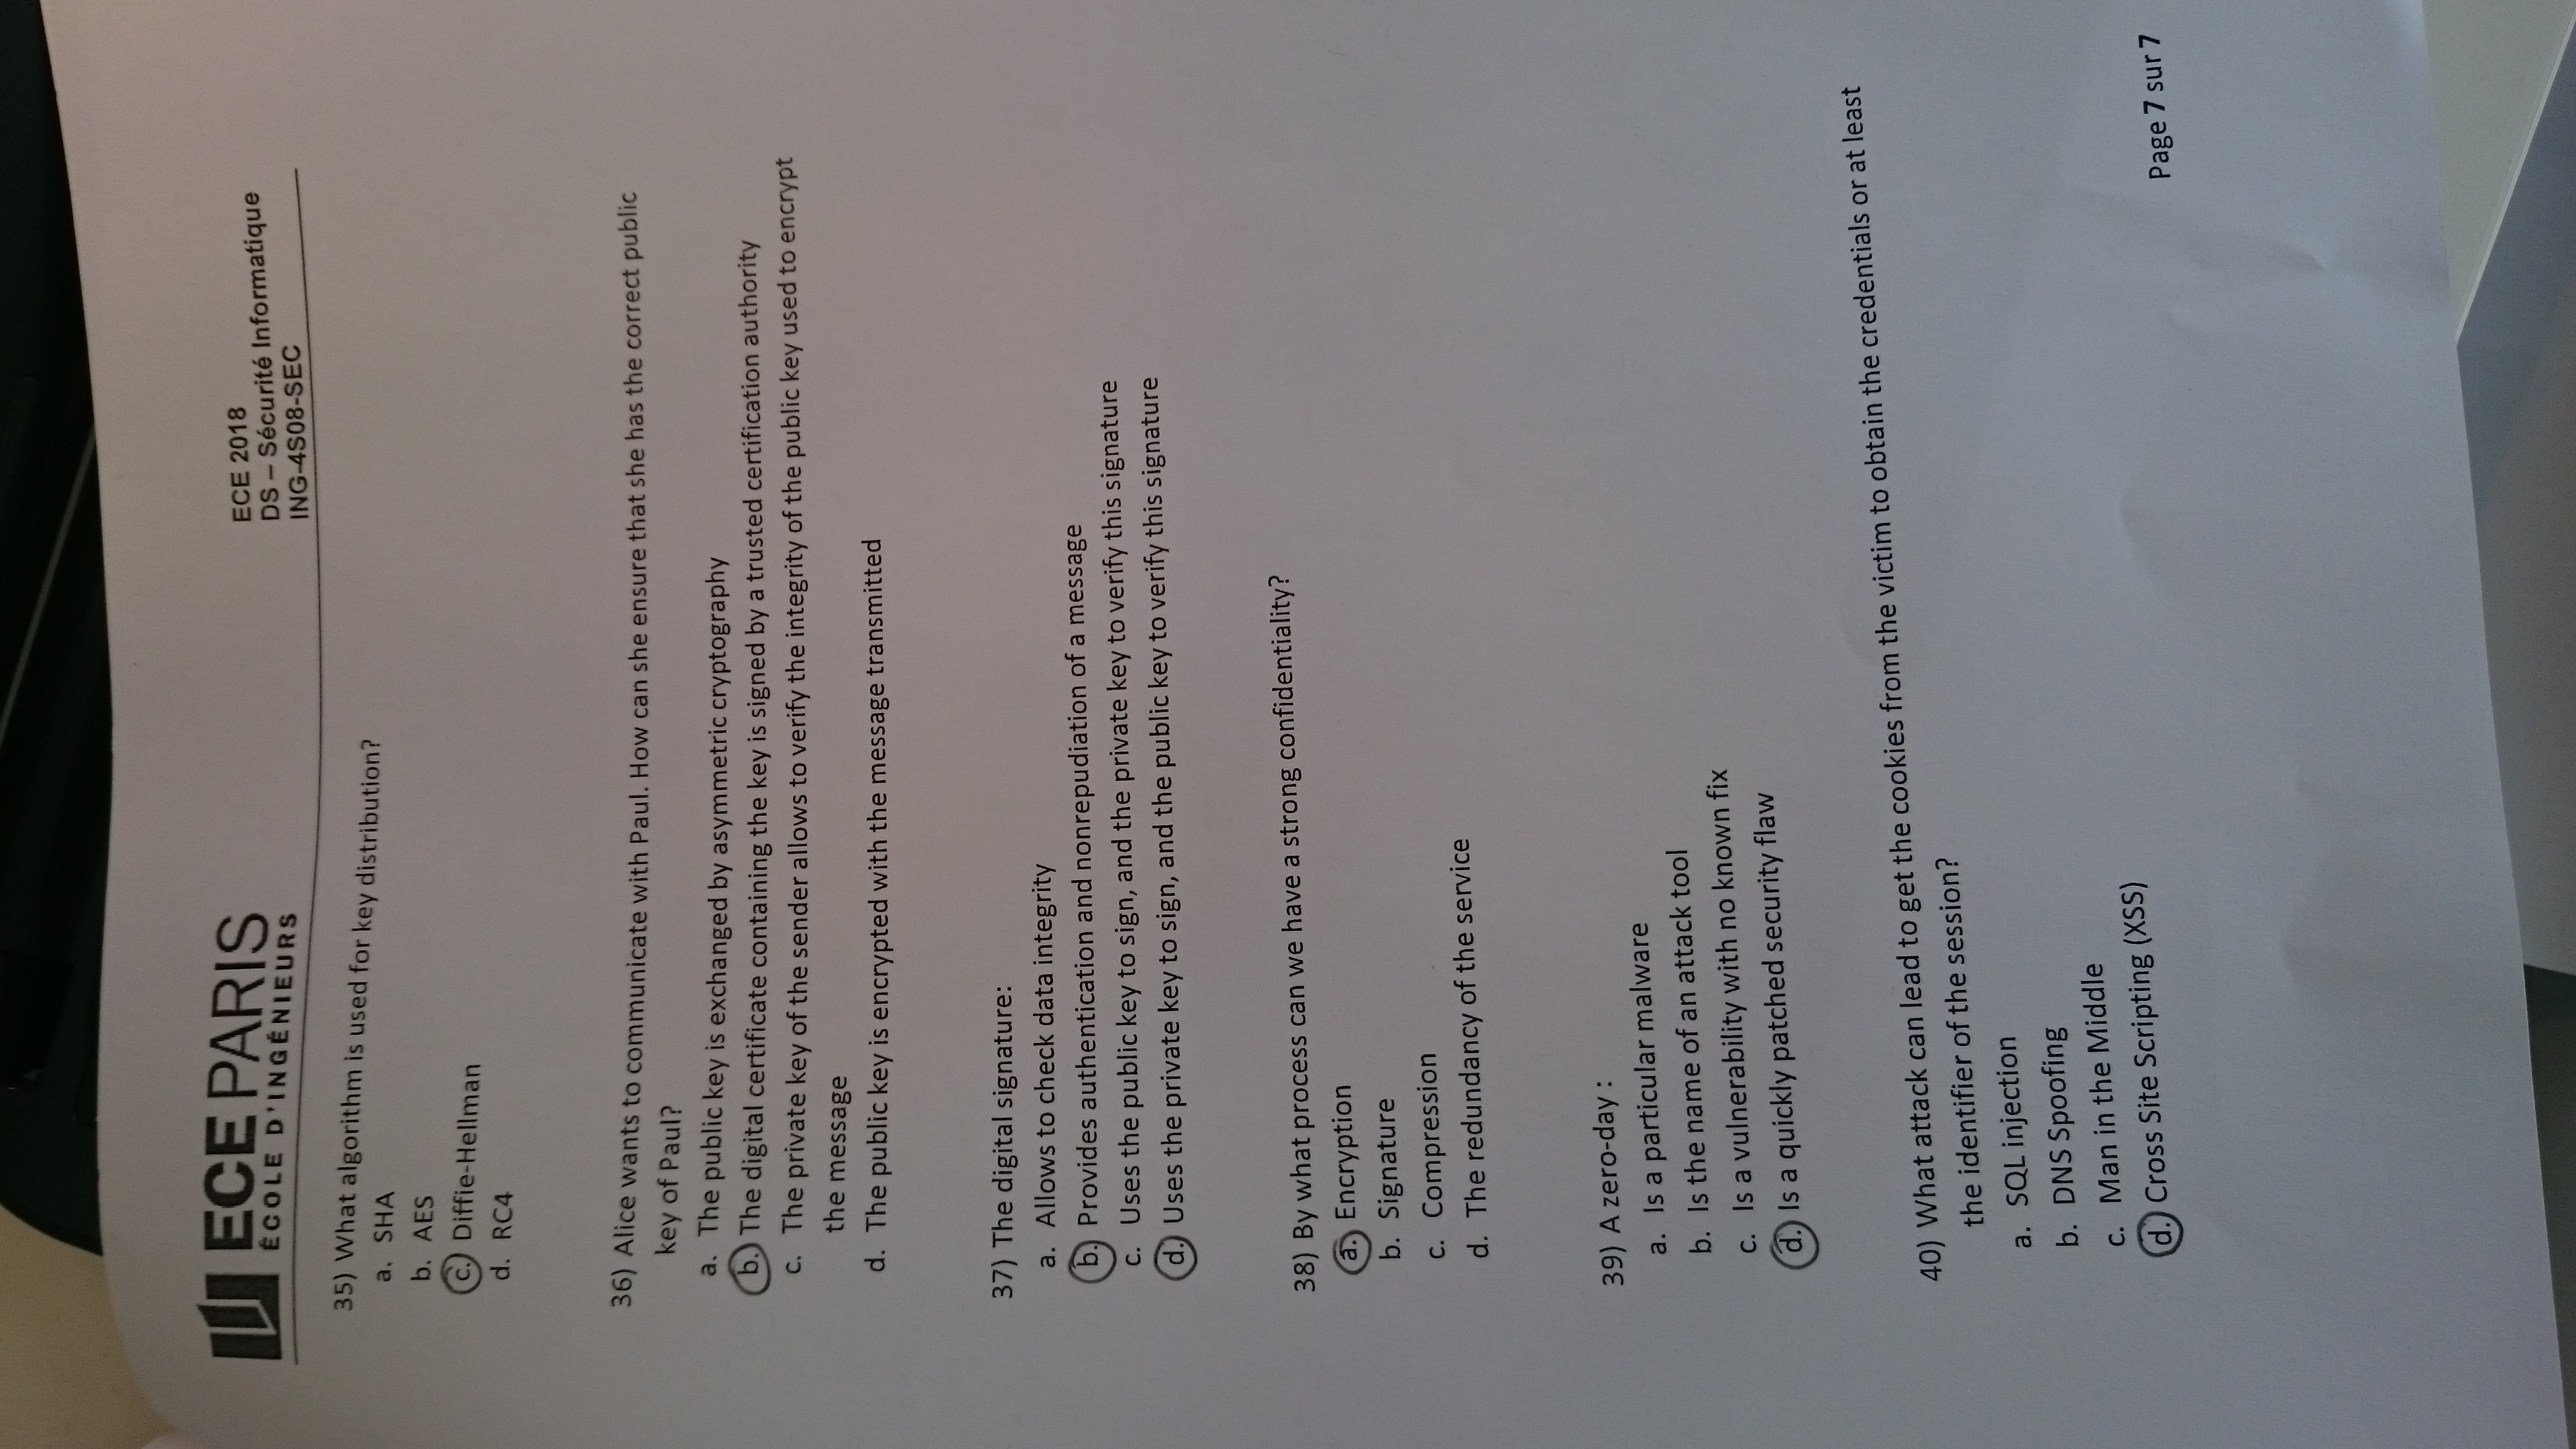 ECE PARIS
ÉCOLE D'INGÉNIEURS
ECE 2018
DS – Sécurité Informatique
ING-4S08-SEC
35) What algorithm is used for key distribution?
a. SHA
b. AES
c. Diffie-Hellman
d. RC4
36) Alice wants to communicate with Paul. How can she ensure that she has the correct public
key of Paul?
a. The public key is exchanged by asymmetric cryptography
b. The digital certificate containing the key is signed by a trusted certification authority
c. The private key of the sender allows to verify the integrity of the public key used to encrypt
the message
d. The public key is encrypted with the message transmitted
37) The digital signature:
a. Allows to check data integrity
b. Provides authentication and nonrepudiation of a message
c. Uses the public key to sign, and the private key to verify this signature
d. Uses the private key to sign, and the public key to verify this signature
38) By what process can we have a strong confidentiality?
a. Encryption
b. Signature
c. Compression
d. The redundancy of the service
39) A zero-day :
a. Is a particular malware
b. Is the name of an attack tool
c. Is a vulnerability with no known fix
d. Is a quickly patched security flaw
40) What attack can lead to get the cookies from the victim to obtain the credentials or at least
the identifier of the session?
a. SQL injection
b. DNS Spoofing
c. Man in the Middle
d. Cross Site Scripting (XSS)
Page 7 sur 7